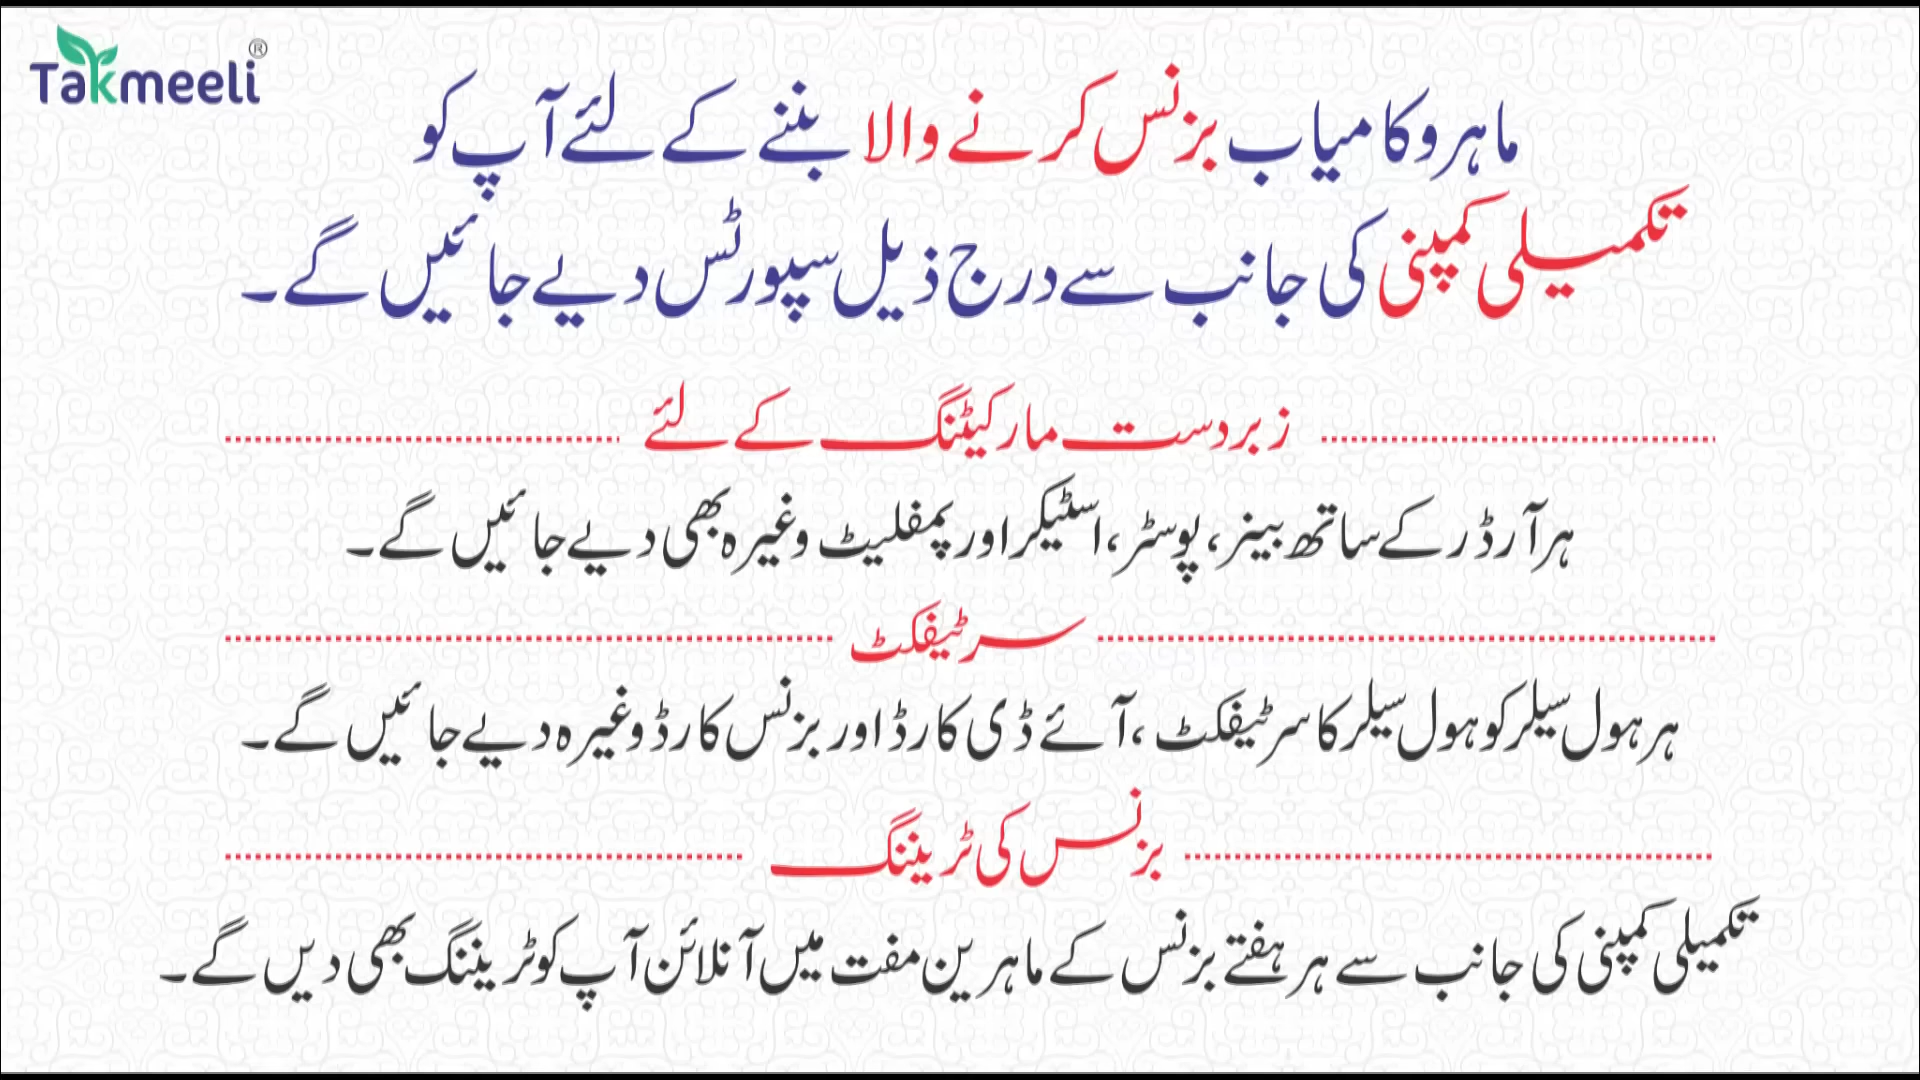 Takmeeli®
ماہر و کامیاب بزنس کرنے والا بننے کے لئے آپ کو
تکمیلی کمپنی کی جانب سے درج ذیل سپورٹس دیے جائیں گے۔
زبردست مارکیٹنگ کے لئے
ہر آرڈر کے ساتھ بینر، پوسٹر، اسٹیکر اور پمفلیٹ وغیرہ بھی دیے جائیں گے۔
سرٹیفکٹ
ہر ہول سیلر کو ہول سیلر کا سرٹیفکٹ، آئے ڈی کارڈ اور بزنس کارڈ وغیرہ دیے جائیں گے۔
بزنس کی ٹریننگ
تکمیلی کمپنی کی جانب سے ہر ہفتے بزنس کے ماہرین مفت میں آنلائن آپ کو ٹریننگ بھی دیں گے۔